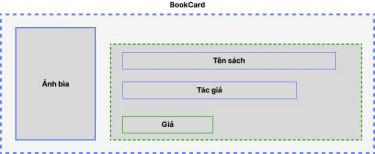 BookCard
Tên sách
Ảnh bìa
Tác giả
Giá